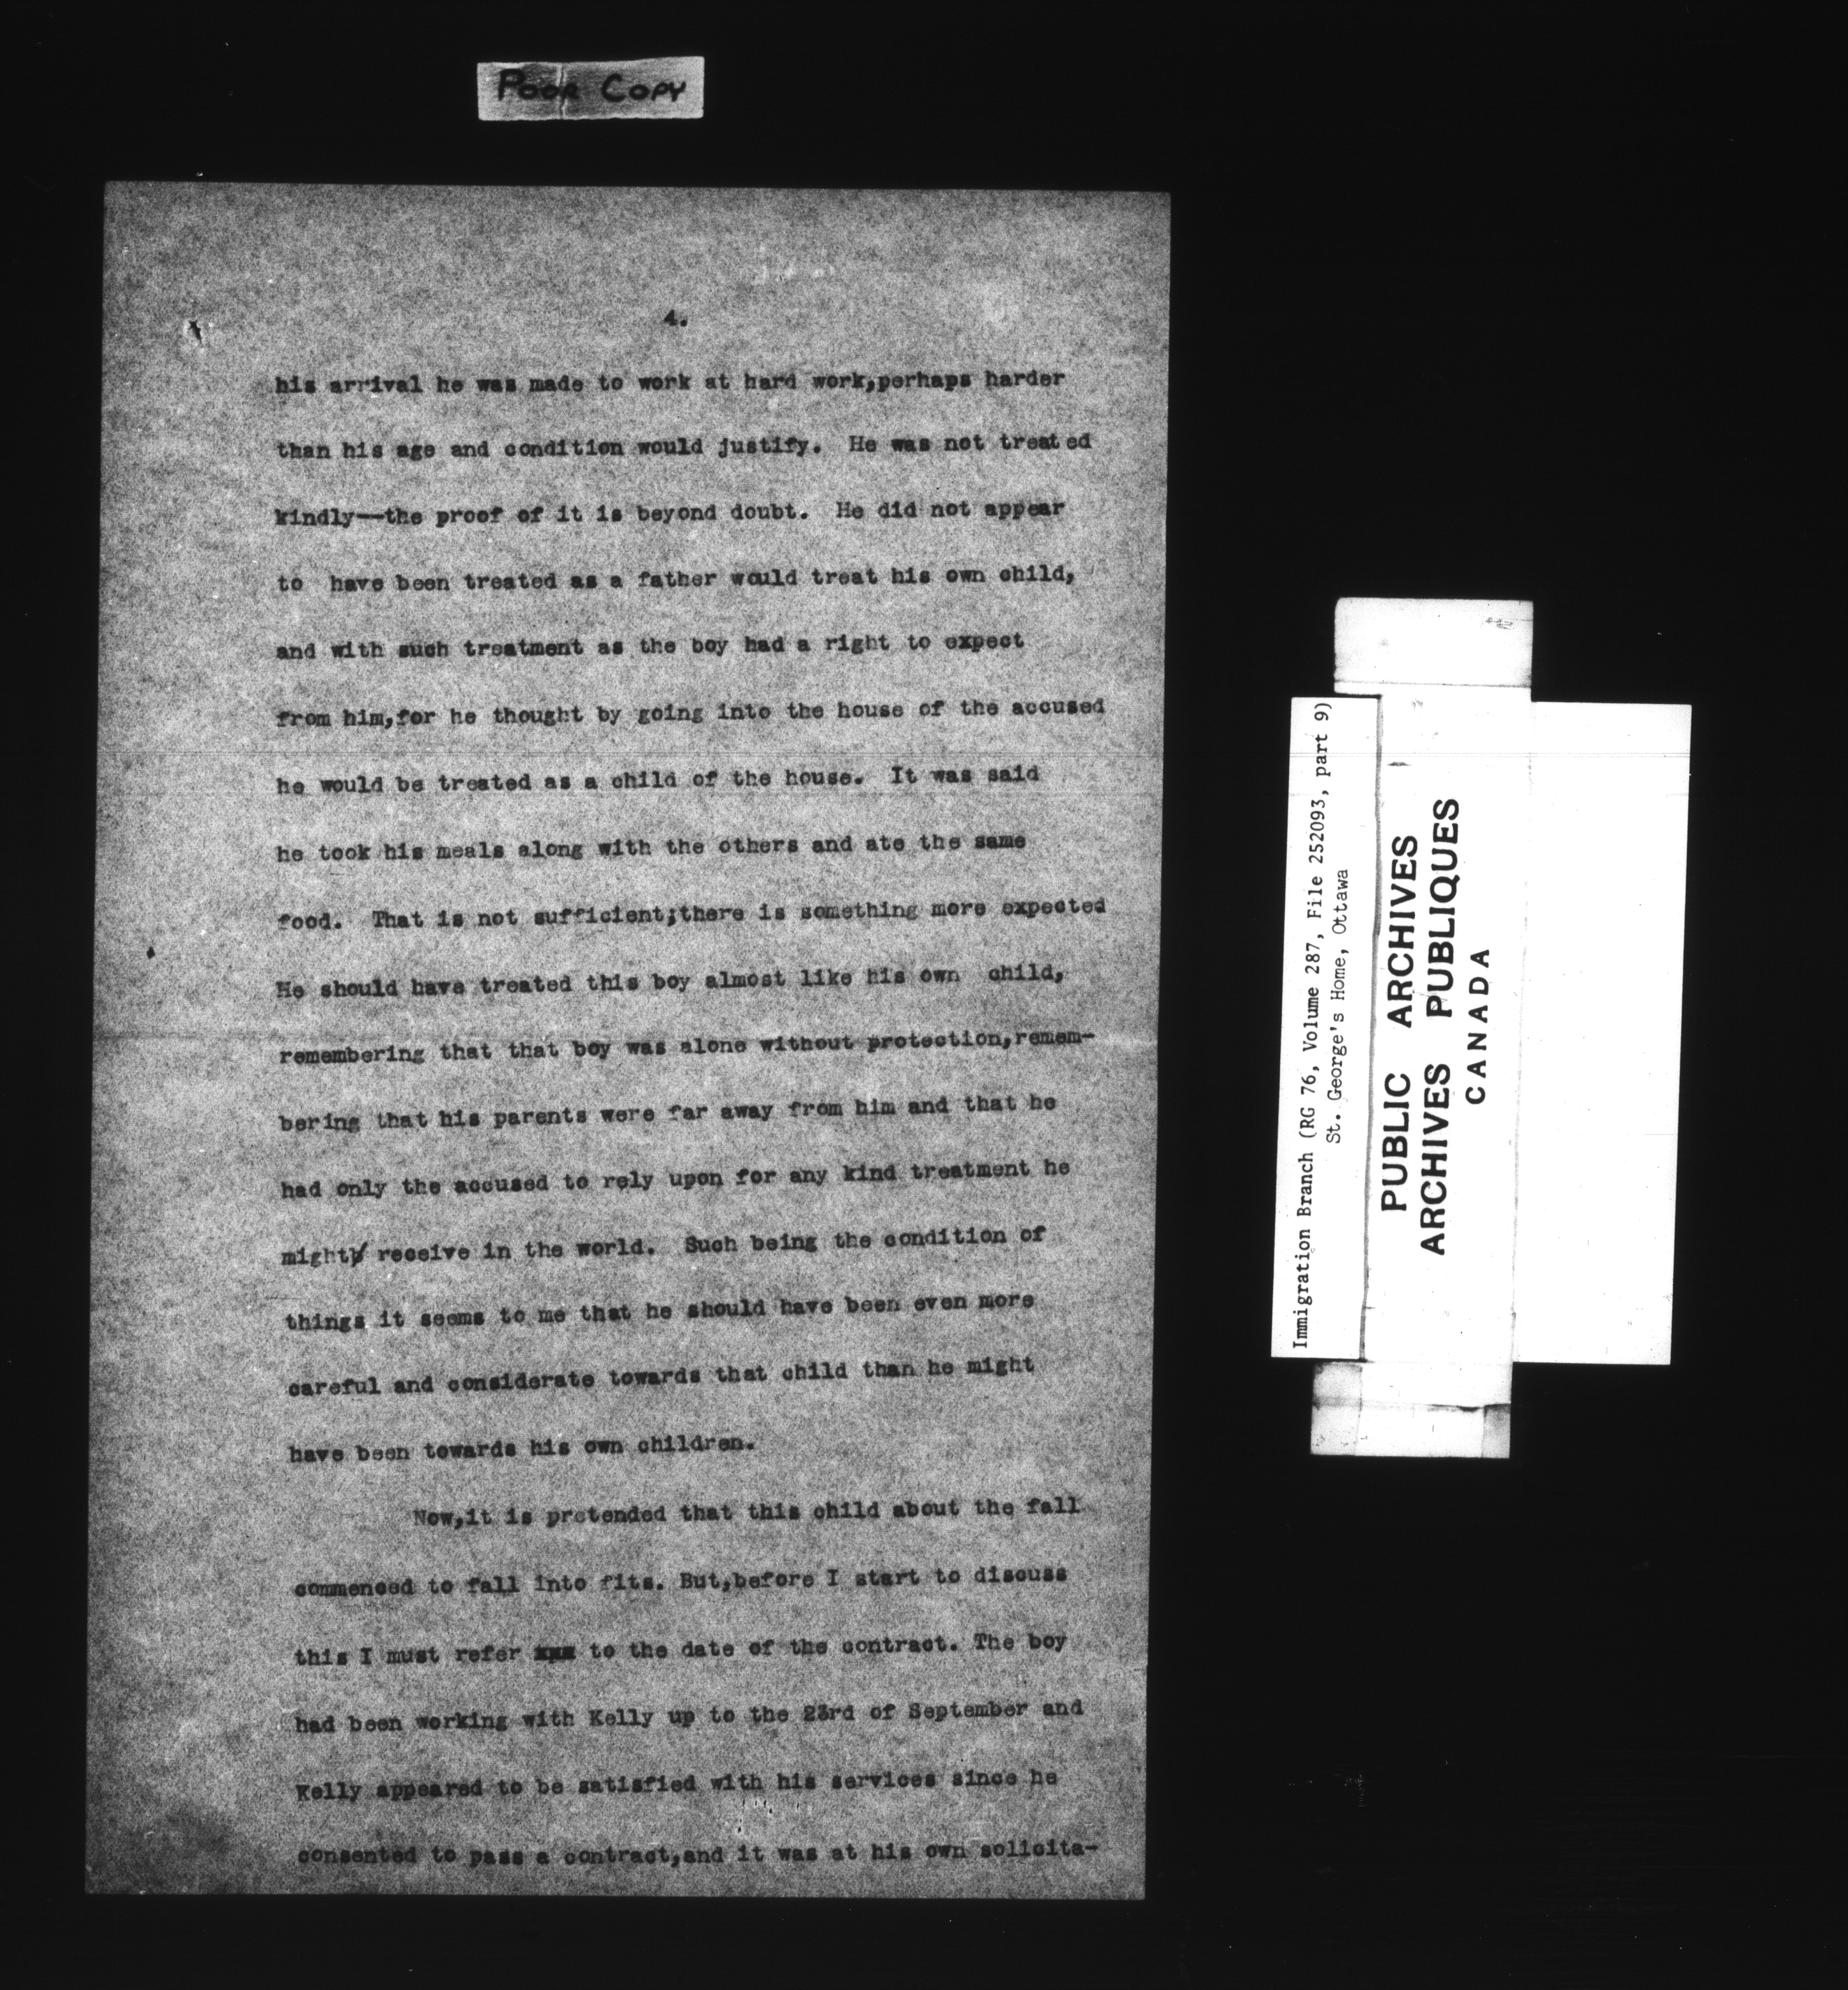 Poor Copy
4.
his arrival he was made to work at hard work,perhaps harder
than his age and condition would justify. He was not treated
kindly--the proof of it is beyond doubt. He did not appear
to have been treated as a father would treat his own child,
and with such treatment as the boy had a right to expect
from him,for he thought by going into the house of the accused
he would be treated as a child of the house. It was said
he took his meals along with the others and ate the same
food. That is not sufficient;there is something more expected
He should have treated this boy almost like his own child,
remembering that that boy was alone without protection,remem-
bering that his parents were far away from him and that he
had only the accused to rely upon for any kind treatment he
might receive in the world. Such being the condition of
things it seems to me that he should have been even more
careful and considerate towards that child than he might
have been towards his own children.
Now,it is pretended that this child about the fall
commenced to fall into fits. But,before I start to discuss
this I must refer xxx to the date of the contract. The boy
had been working with Kelly up to the 23rd of September and
Kelly appeared to be satisfied with his services since he
consented to pass a contract,and it was at his own solicita-
Immigration Branch (RG 76, Volume 287, File 252093, part 9)
St. George's Home, Ottawa
PUBLIC ARCHIVES
ARCHIVES PUBLIQUES
CANADA